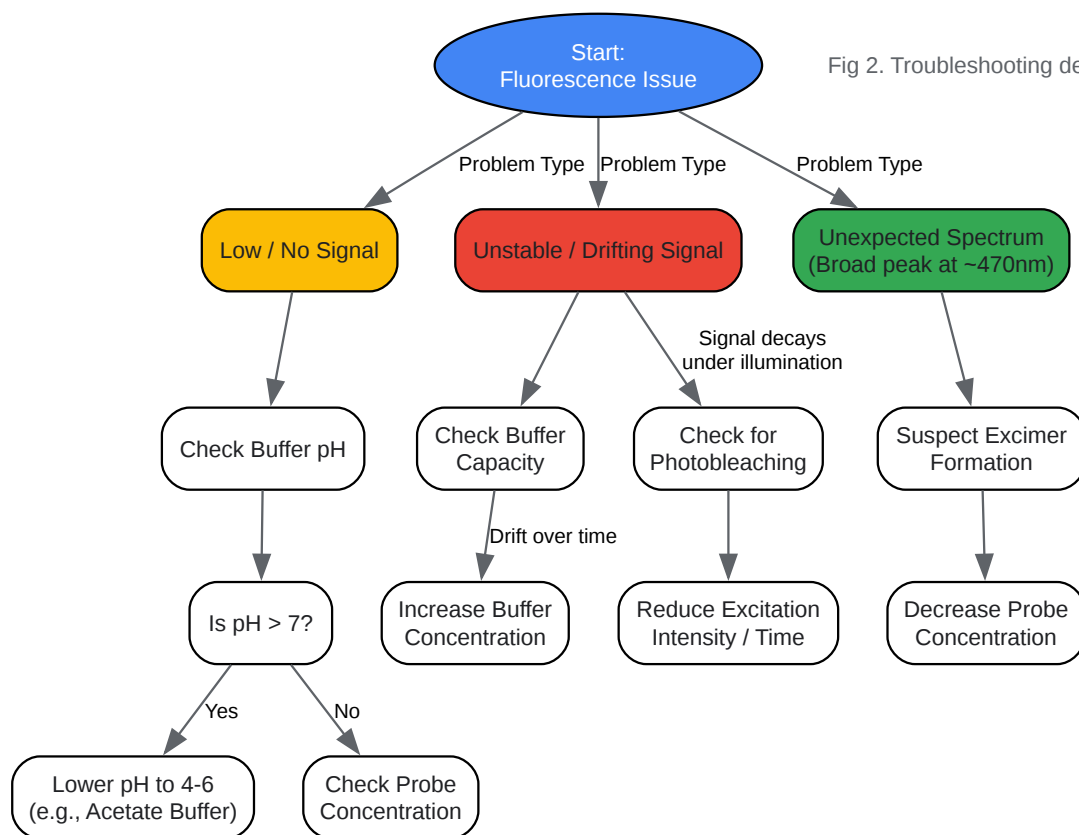 Start:
Fluorescence Issue
Fig 2. Troubleshooting
Problem Type
Problem Type
Problem Type
Low / No Signal
Unstable / Drifting Signal
Unexpected Spectrum
(Broad peak at ~470nm)
Signal decays
under illumination
Check Buffer pH
Check Buffer
Capacity
Check for
Photobleaching
Suspect Excimer
Formation
Drift over time
Is pH > 7?
Increase Buffer
Concentration
Reduce Excitation
Intensity / Time
Decrease Probe
Concentration
Yes
No
Lower pH to 4-6
(e.g., Acetate Buffer)
Check Probe
Concentration